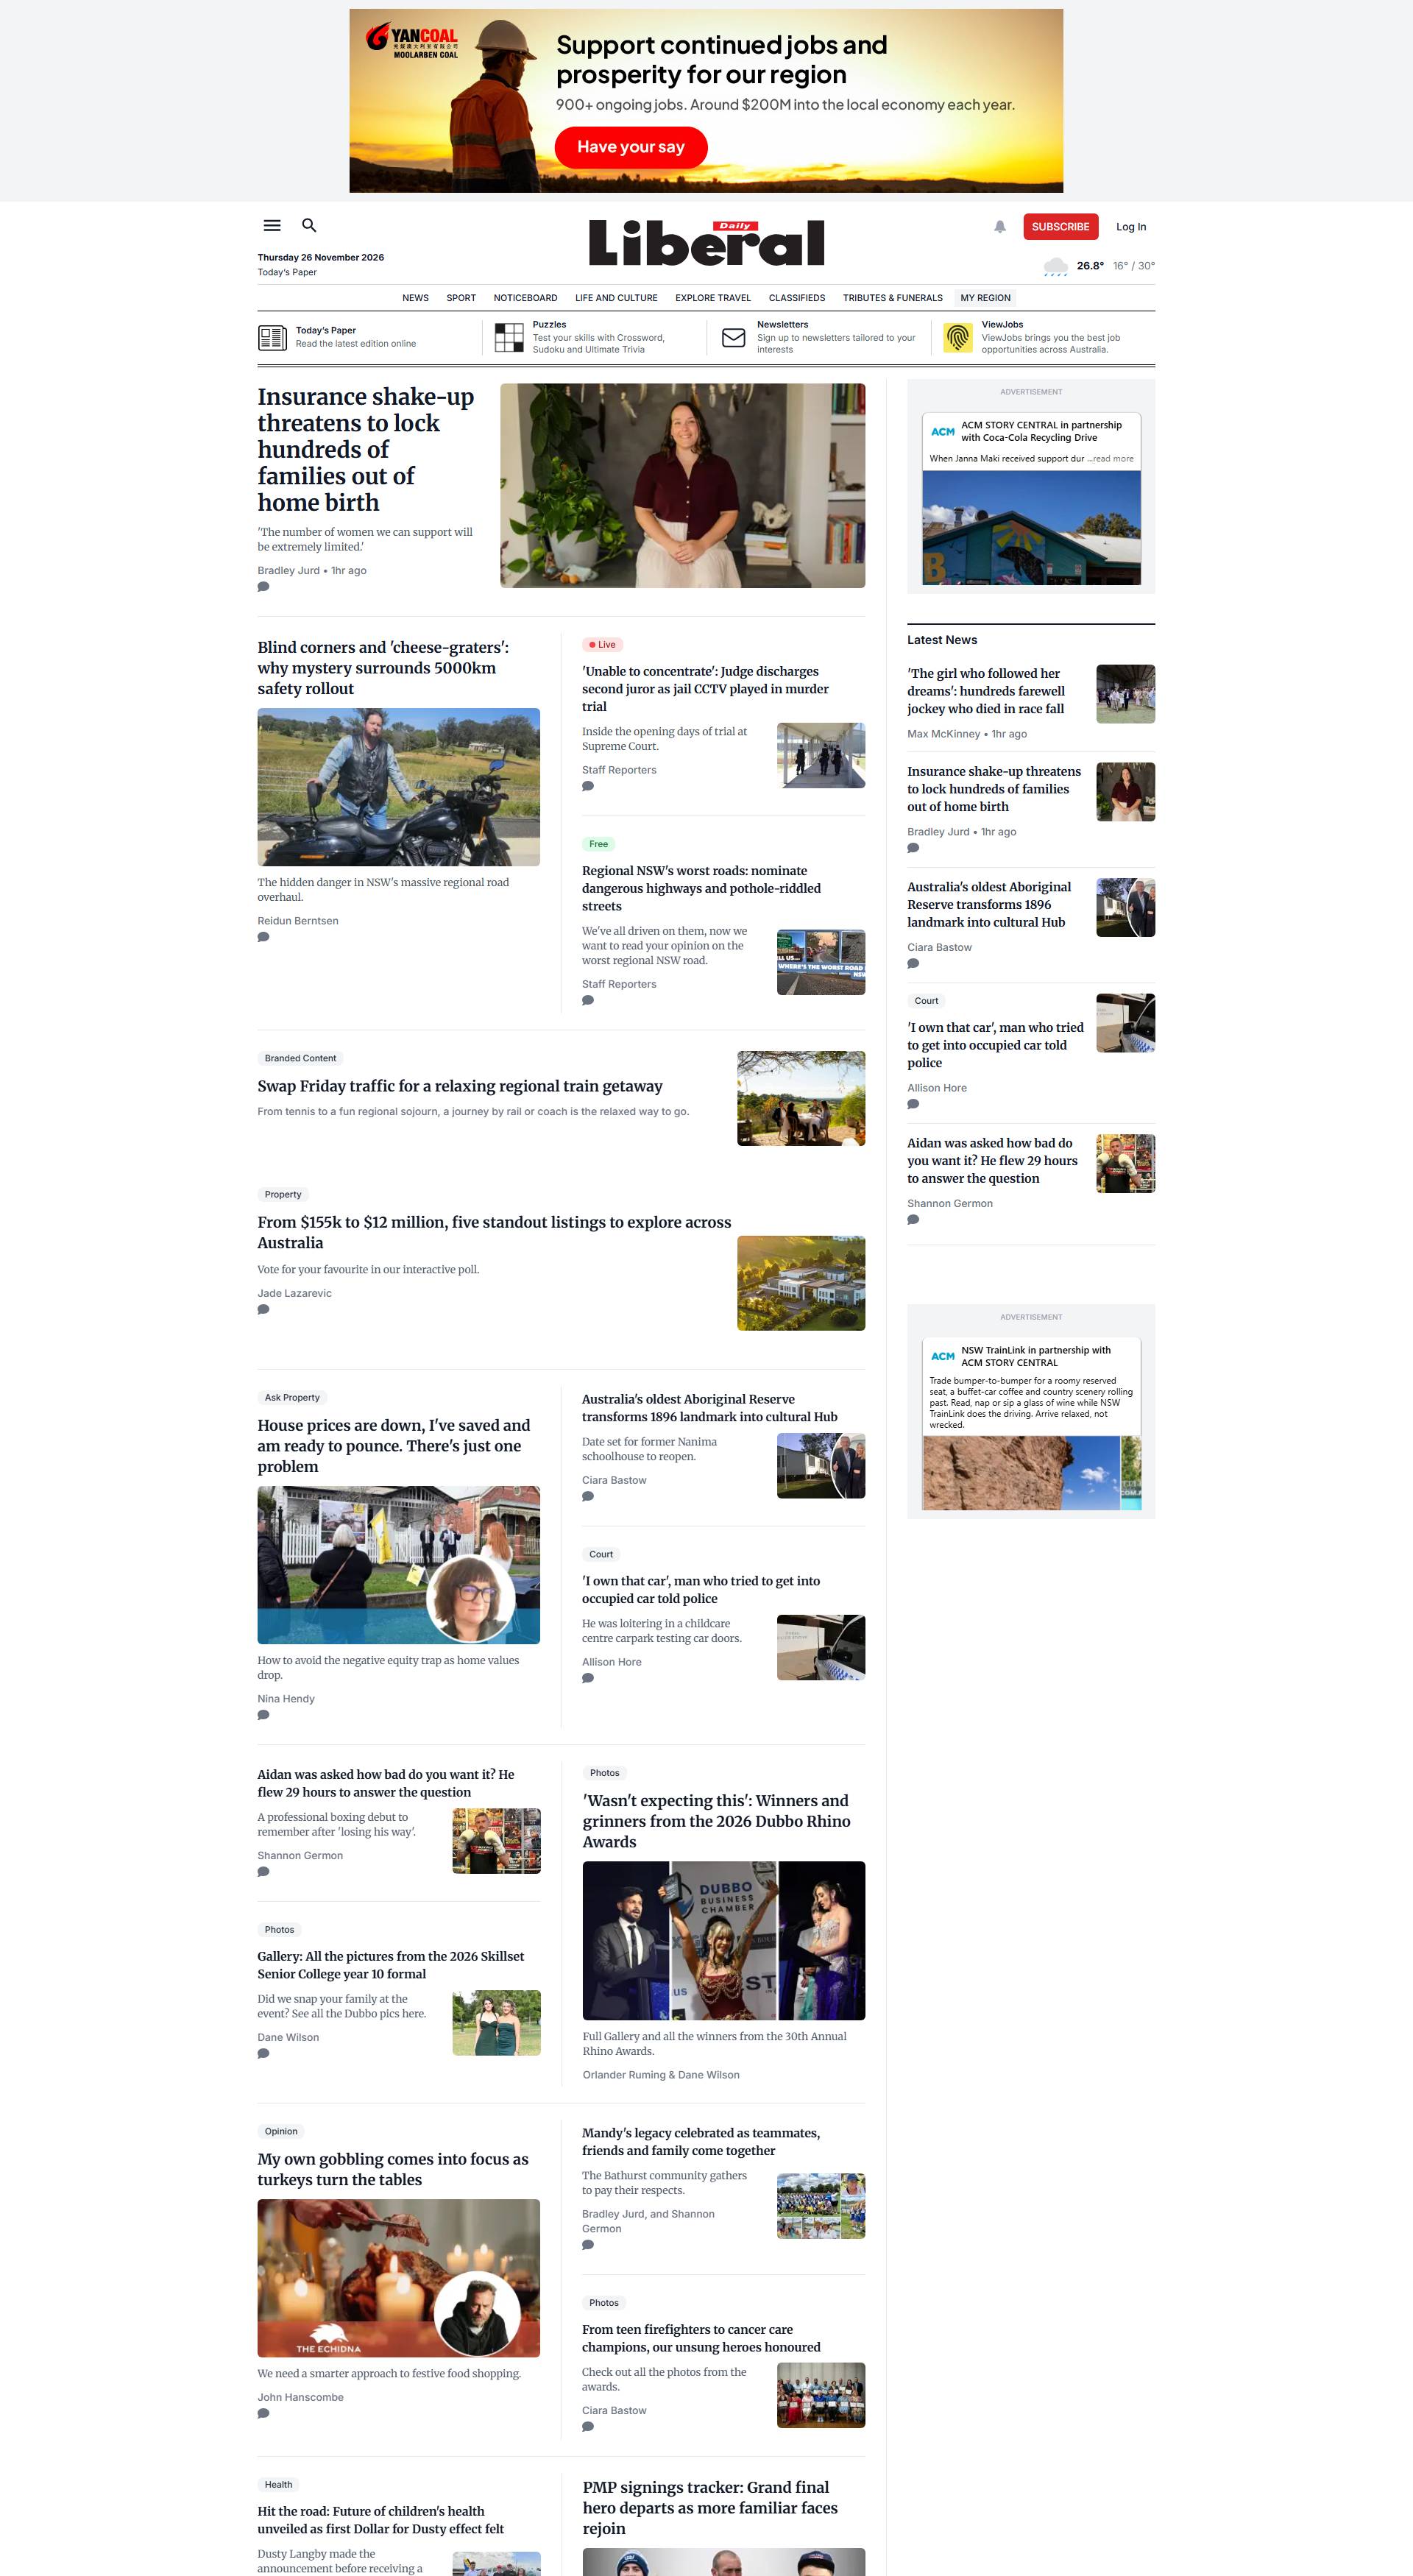 YANCOAL
MOOLARBEN COAL
Support continued jobs and
prosperity for our region
900+ ongoing jobs. Around $200M into the local economy each year.
Have your say
Daily
Liberal
SUBSCRIBE
Log In
Thursday 26 November 2026
Today's Paper
26.8° 16° / 30°
NEWS SPORT NOTICEBOARD LIFE AND CULTURE EXPLORE TRAVEL CLASSIFIEDS TRIBUTES & FUNERALS MY REGION
Today's Paper
Read the latest edition online
Puzzles
Test your skills with Crossword,
Sudoku and Ultimate Trivia
Newsletters
Sign up to newsletters tailored to your
interests
ViewJobs
ViewJobs brings you the best job
opportunities across Australia.
Insurance shake-up
threatens to lock
hundreds of
families out of
home birth
'The number of women we can support will
be extremely limited.'
Bradley Jurd • 1hr ago
Blind corners and 'cheese-graters':
why mystery surrounds 5000km
safety rollout
The hidden danger in NSW's massive regional road
overhaul.
Reidun Berntsen
Live
'Unable to concentrate': Judge discharges
second juror as jail CCTV played in murder
trial
Inside the opening days of trial at
Supreme Court.
Staff Reporters
Free
Regional NSW's worst roads: nominate
dangerous highways and pothole-riddled
streets
We've all driven on them, now we
want to read your opinion on the
worst regional NSW road.
Staff Reporters
LL US...
WHERE'S THE WORST ROAD
NSW
Branded Content
Swap Friday traffic for a relaxing regional train getaway
From tennis to a fun regional sojourn, a journey by rail or coach is the relaxed way to go.
Property
From $155k to $12 million, five standout listings to explore across
Australia
Vote for your favourite in our interactive poll.
Jade Lazarevic
Ask Property
House prices are down, I've saved and
am ready to pounce. There's just one
problem
How to avoid the negative equity trap as home values
drop.
Nina Hendy
Australia's oldest Aboriginal Reserve
transforms 1896 landmark into cultural Hub
Date set for former Nanima
schoolhouse to reopen.
Ciara Bastow
Court
'I own that car', man who tried to get into
occupied car told police
He was loitering in a childcare
centre carpark testing car doors.
Allison Hore
Aidan was asked how bad do you want it? He
flew 29 hours to answer the question
A professional boxing debut to
remember after 'losing his way'.
Shannon Germon
Photos
Gallery: All the pictures from the 2026 Skillset
Senior College year 10 formal
Did we snap your family at the
event? See all the Dubbo pics here.
Dane Wilson
Photos
'Wasn't expecting this': Winners and
grinners from the 2026 Dubbo Rhino
Awards
DUBBO
BUSINESS
CHAMBER
Full Gallery and all the winners from the 30th Annual
Rhino Awards.
Orlander Ruming & Dane Wilson
Opinion
My own gobbling comes into focus as
turkeys turn the tables
THE ECHIDNA
We need a smarter approach to festive food shopping.
John Hanscombe
Mandy's legacy celebrated as teammates,
friends and family come together
The Bathurst community gathers
to pay their respects.
Bradley Jurd, and Shannon
Germon
Photos
From teen firefighters to cancer care
champions, our unsung heroes honoured
Check out all the photos from the
awards.
Ciara Bastow
Health
Hit the road: Future of children's health
unveiled as first Dollar for Dusty effect felt
Dusty Langby made the
announcement before receiving a
PMP signings tracker: Grand final
hero departs as more familiar faces
rejoin
ADVERTISEMENT
ACM
ACM STORY CENTRAL in partnership
with Coca-Cola Recycling Drive
When Janna Maki received support dur ...read more
Latest News
'The girl who followed her
dreams': hundreds farewell
jockey who died in race fall
Max McKinney • 1hr ago
Insurance shake-up threatens
to lock hundreds of families
out of home birth
Bradley Jurd • 1hr ago
Australia's oldest Aboriginal
Reserve transforms 1896
landmark into cultural Hub
Ciara Bastow
Court
'I own that car', man who tried
to get into occupied car told
police
Allison Hore
Aidan was asked how bad do
you want it? He flew 29 hours
to answer the question
Shannon Germon
ADVERTISEMENT
ACM
NSW TrainLink in partnership with
ACM STORY CENTRAL
Trade bumper-to-bumper for a roomy reserved
seat, a buffet-car coffee and country scenery rolling
past. Read, nap or sip a glass of wine while NSW
TrainLink does the driving. Arrive relaxed, not
wrecked.